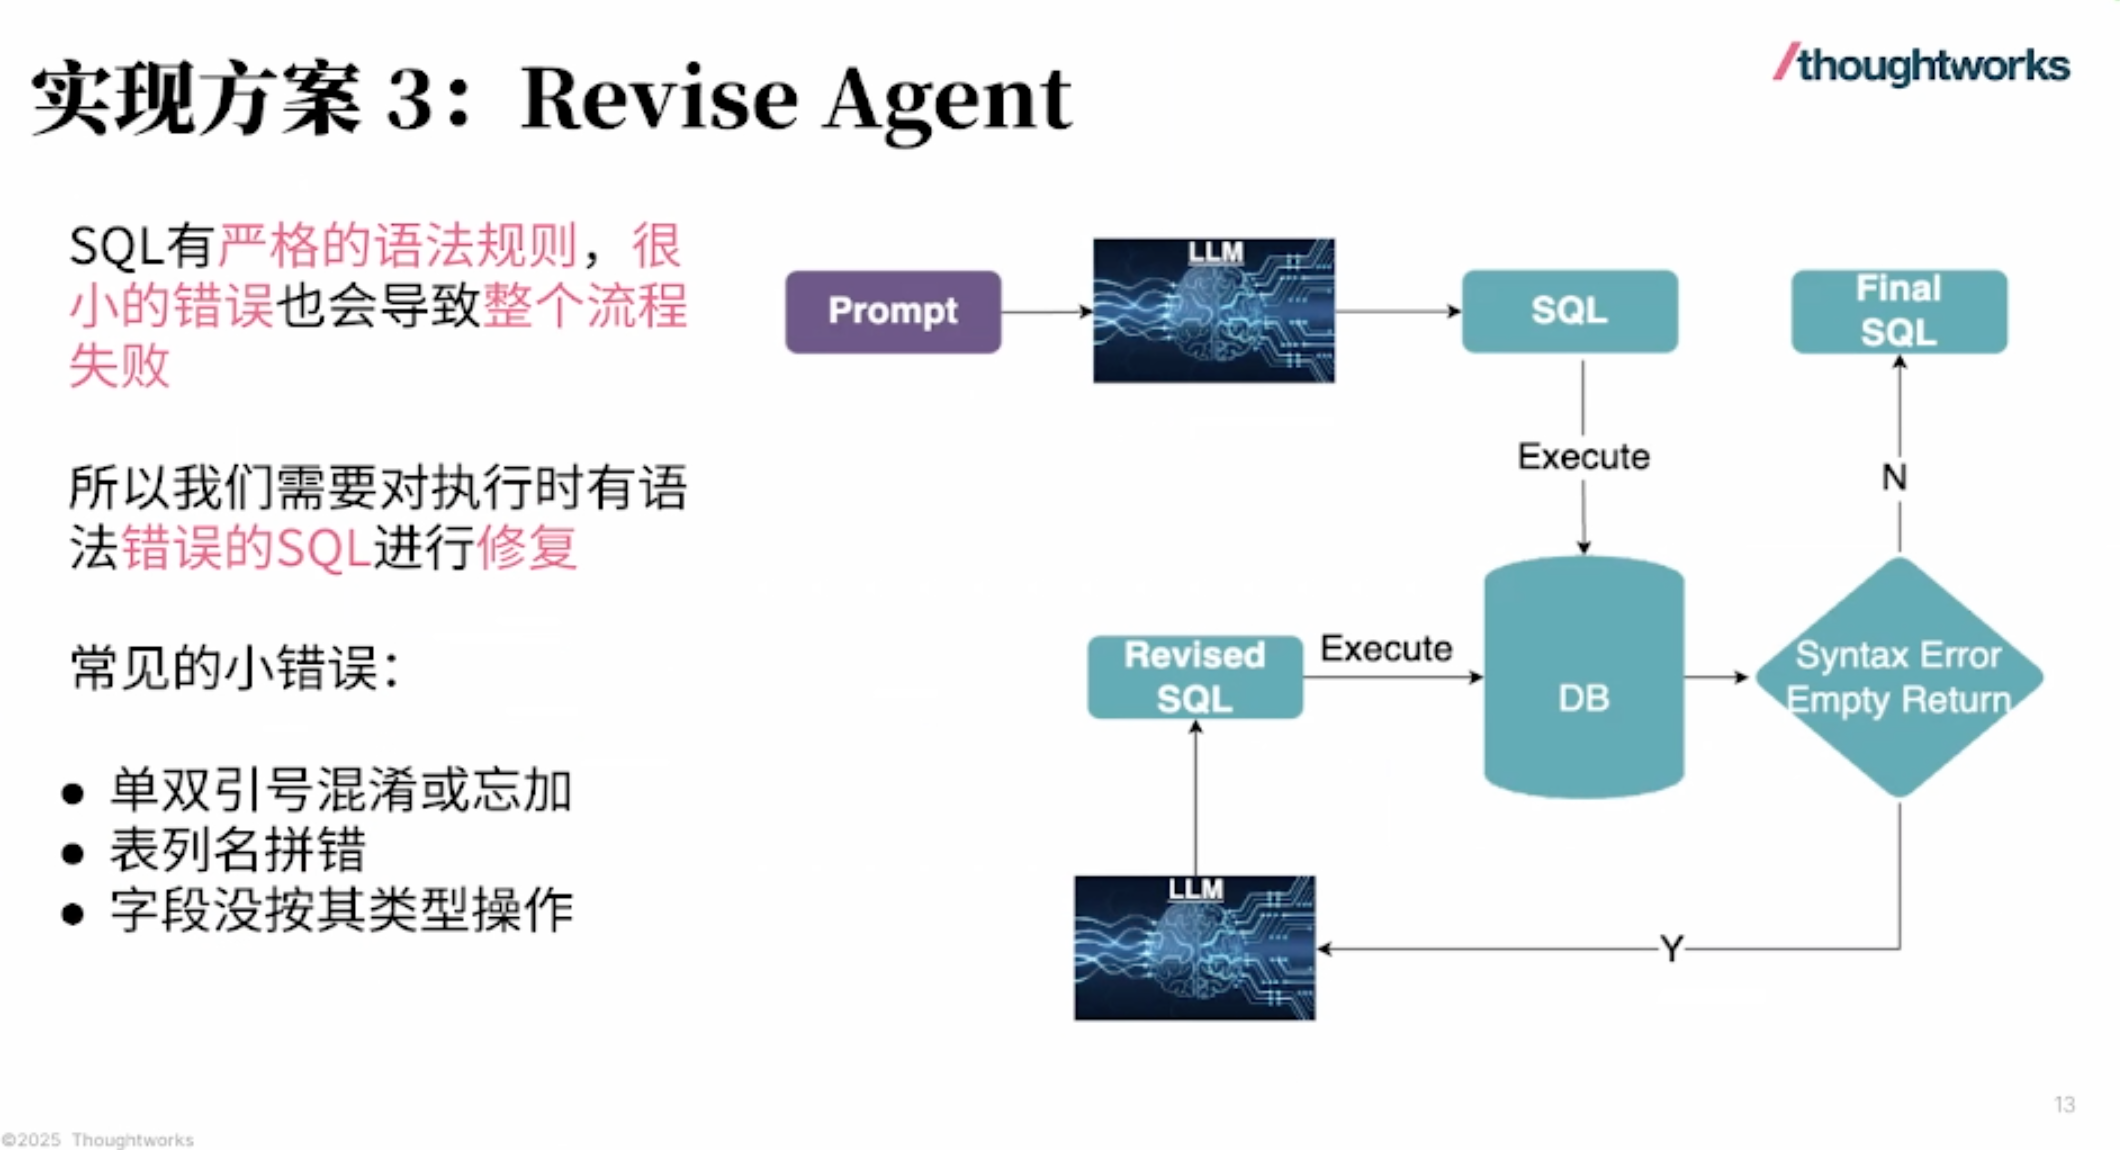 实现方案 3：Revise Agent
/thoughtworks
SQL有严格的语法规则，很
小的错误也会导致整个流程
失败
所以我们需要对执行时有语
法错误的SQL进行修复
常见的小错误：
● 单双引号混淆或忘加
● 表列名拼错
● 字段没按其类型操作
Prompt
LLM
SQL
Final
SQL
Execute
N
Revised
SQL
Execute
DB
Syntax Error
Empty Return
LLM
Y
13
©2025 Thoughtworks